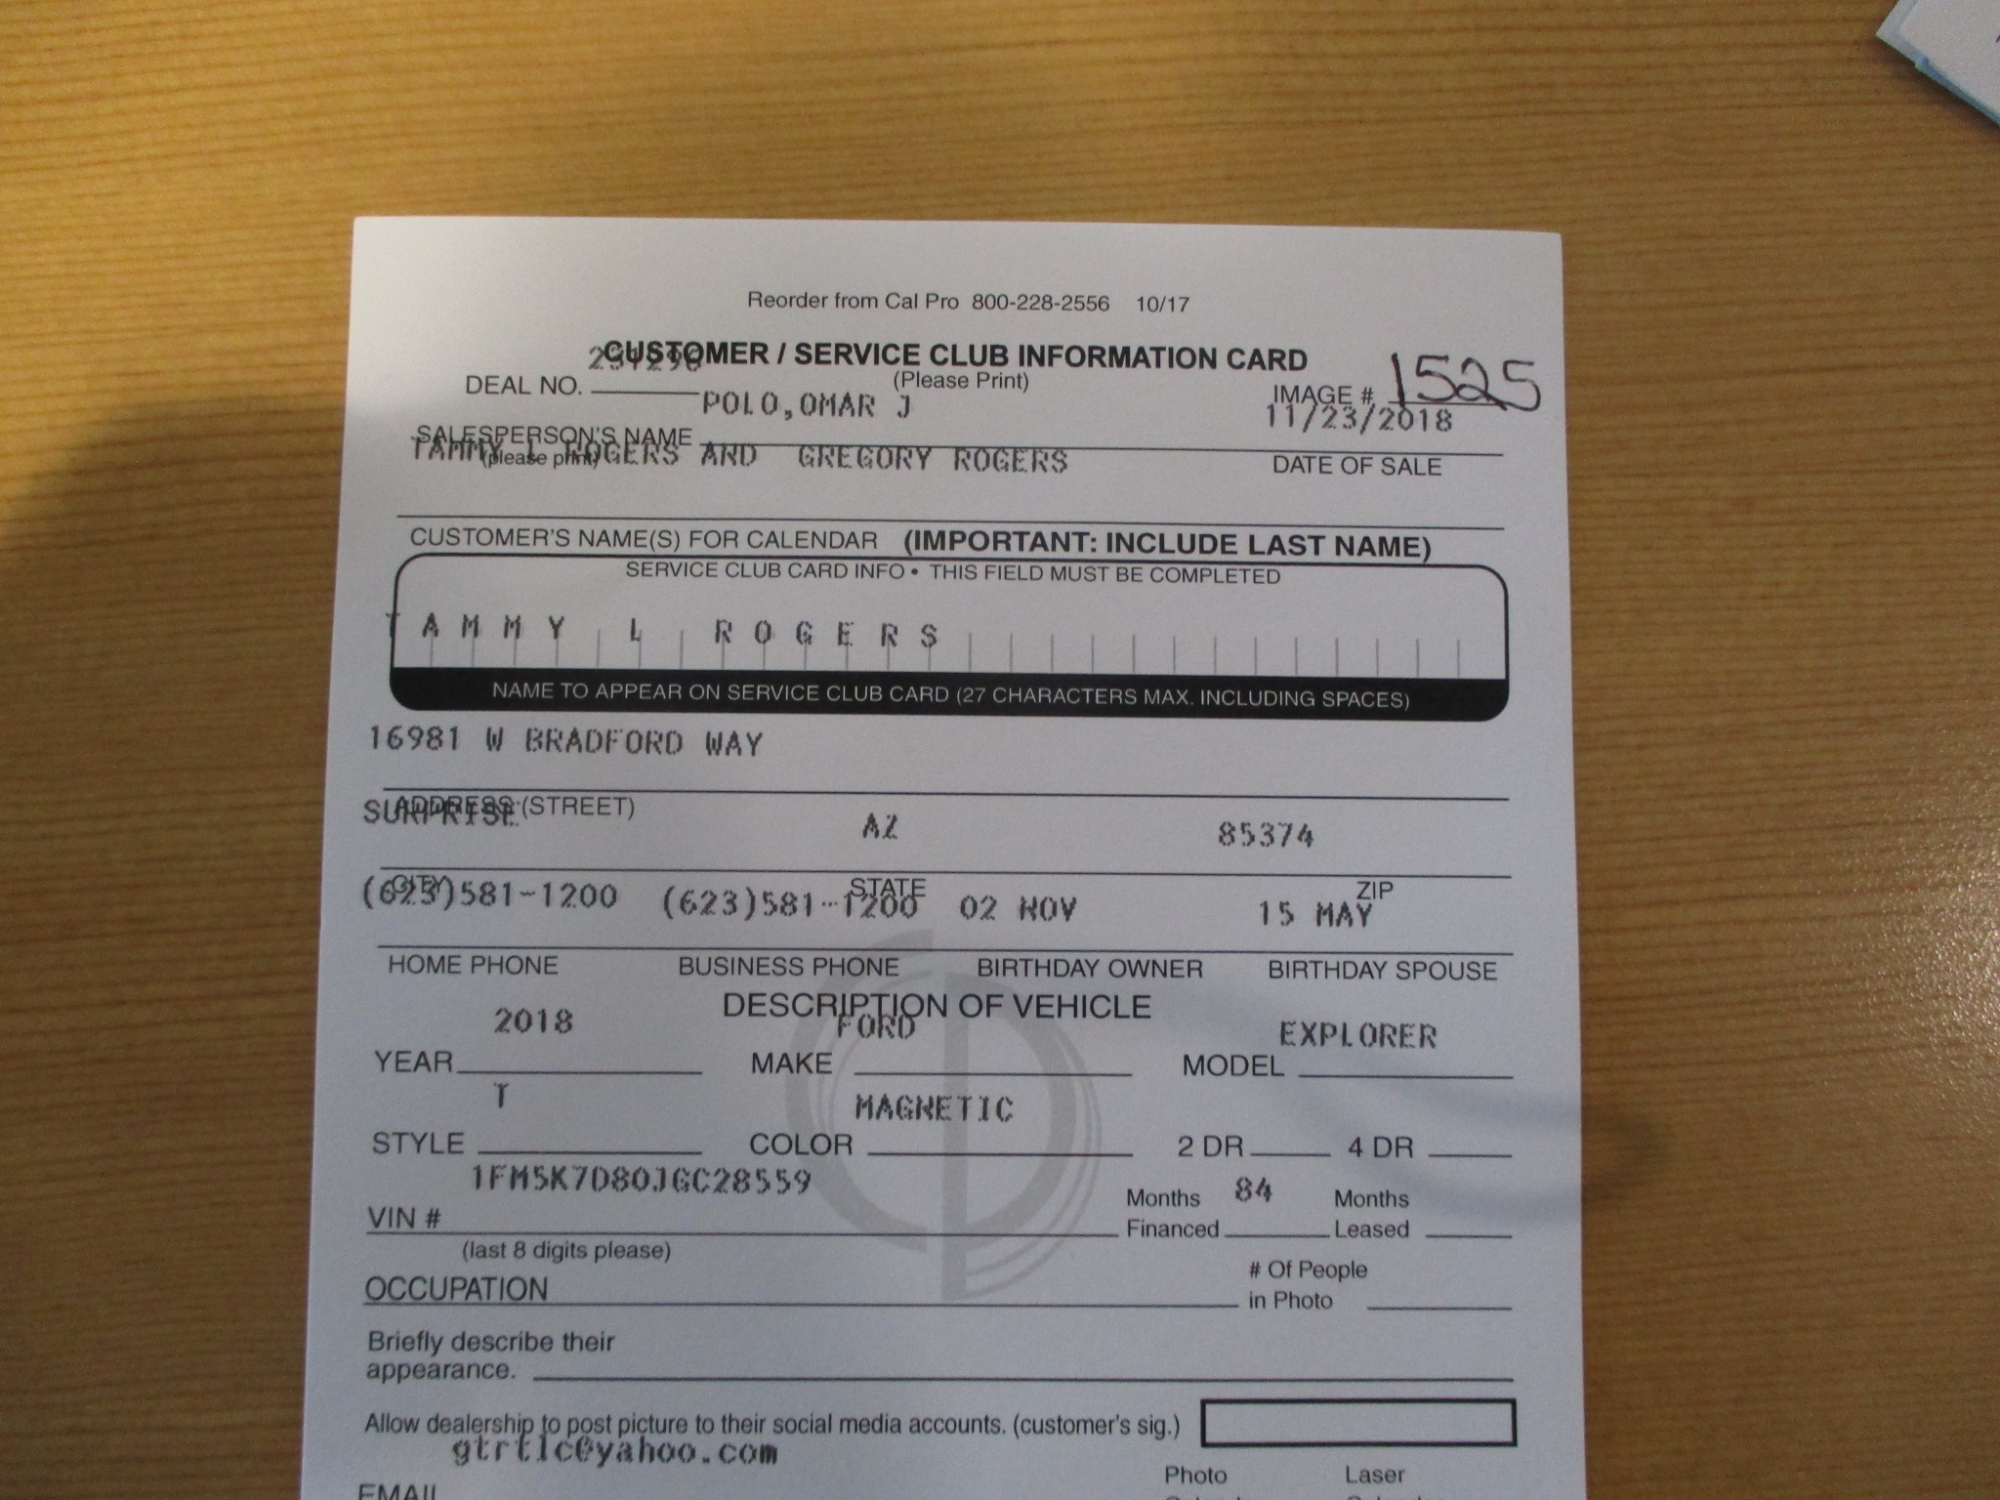 Reorder from Cal Pro 800-228-2556 10/17
CUSTOMER / SERVICE CLUB INFORMATION CARD
(Please Print)
DEAL NO.
IMAGE # 1525
POLO,OMAR J
11/23/2018
SALESPERSON'S NAME
(please print)
DATE OF SALE
TAMMY L ROGERS AND GREGORY ROGERS
CUSTOMER'S NAME(S) FOR CALENDAR (IMPORTANT: INCLUDE LAST NAME)
SERVICE CLUB CARD INFO • THIS FIELD MUST BE COMPLETED
TAMMY L ROGERS
NAME TO APPEAR ON SERVICE CLUB CARD (27 CHARACTERS MAX. INCLUDING SPACES)
16981 W BRADFORD WAY
ADDRESS (STREET)
SURPRISE AZ 85374
CITY STATE ZIP
(623)581-1200 (623)581-1200 02 NOV 15 MAY
HOME PHONE BUSINESS PHONE BIRTHDAY OWNER BIRTHDAY SPOUSE
DESCRIPTION OF VEHICLE
2018 FORD EXPLORER
YEAR MAKE MODEL
T MAGNETIC
STYLE COLOR 2 DR 4 DR
1FM5K7D80JGC28559
VIN # Months Financed 84 Months Leased
(last 8 digits please)
OCCUPATION # Of People in Photo
Briefly describe their
appearance.
Allow dealership to post picture to their social media accounts. (customer's sig.)
gtrtlc@yahoo.com
EMAIL Photo Laser